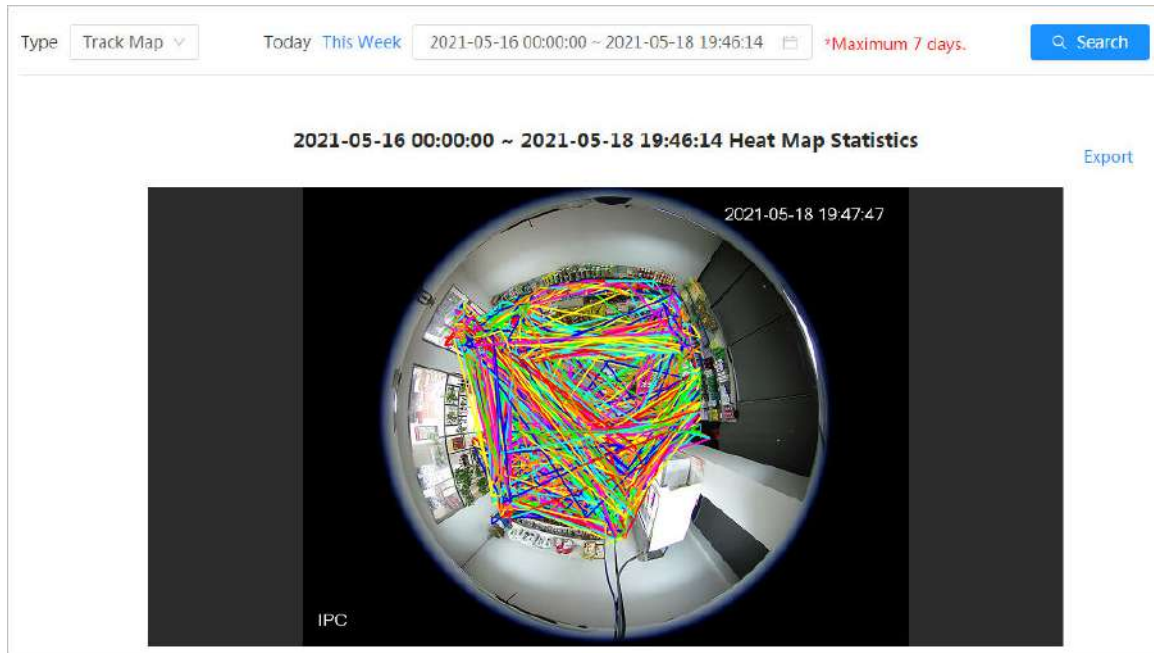 Type Track Map Today This Week 2021-05-16 00:00:00 ~ 2021-05-18 19:46:14 *Maximum 7 days. Search
2021-05-16 00:00:00 ~ 2021-05-18 19:46:14 Heat Map Statistics
Export
2021-05-18 19:47:47
IPC